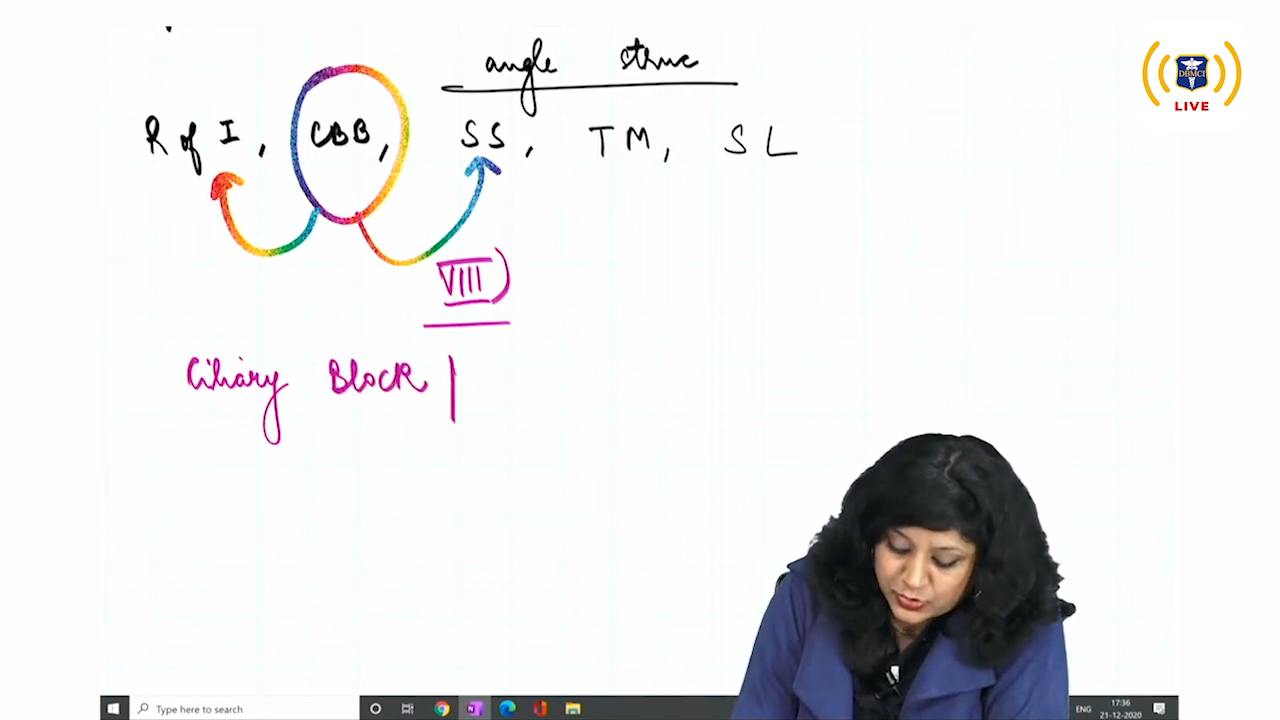 angle struc
R of I, CBB, SS, TM, SL
VIII)
Ciliary Block
DBMCI
LIVE
Type here to search
ENG
17:36
21-12-2020